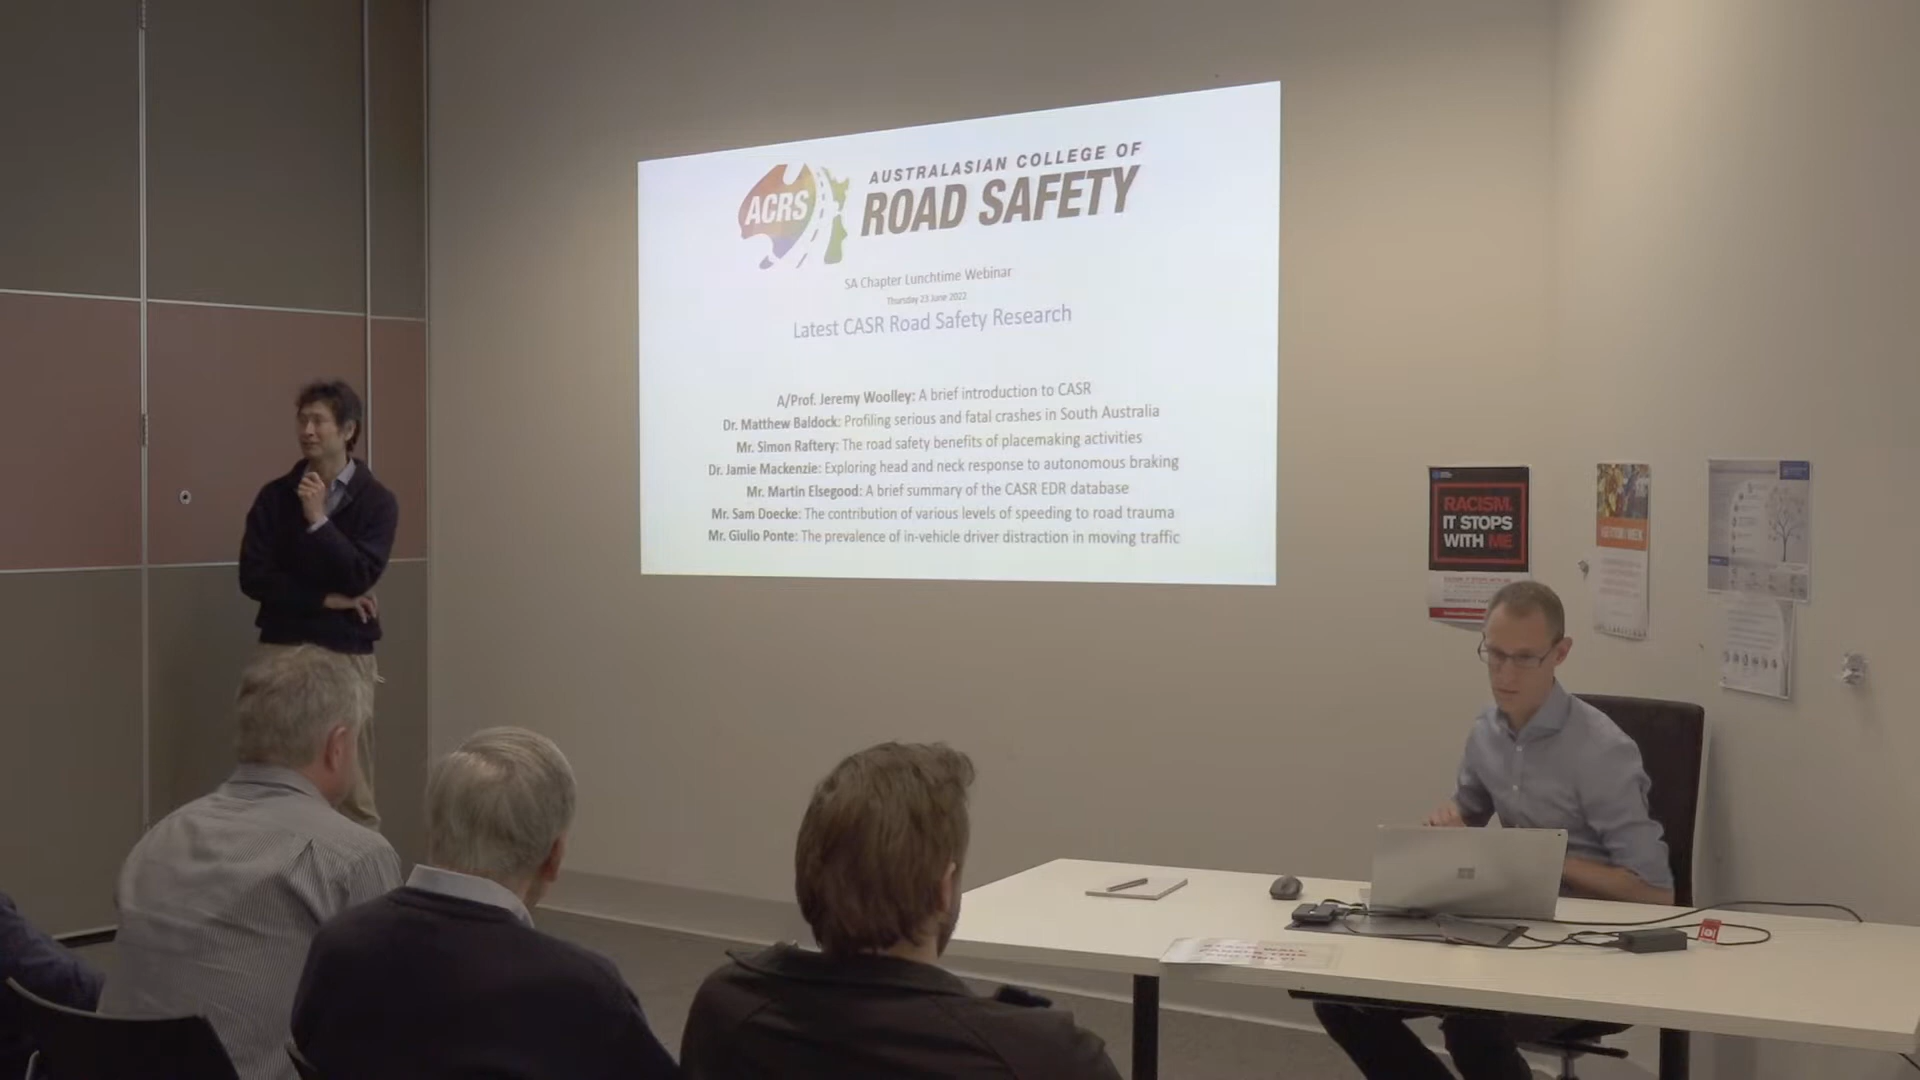 AUSTRALASIAN COLLEGE OF
ACRS
ROAD SAFETY
SA Chapter Lunchtime Webinar
Thursday 23 June 2022
Latest CASR Road Safety Research
A/Prof. Jeremy Woolley: A brief introduction to CASR
Dr. Matthew Baldock: Profiling serious and fatal crashes in South Australia
Mr. Simon Raftery: The road safety benefits of placemaking activities
Dr. Jamie Mackenzie: Exploring head and neck response to autonomous braking
Mr. Martin Elsegood: A brief summary of the CASR EDR database
Mr. Sam Doecke: The contribution of various levels of speeding to road trauma
Mr. Giulio Ponte: The prevalence of in-vehicle driver distraction in moving traffic
RACISM.
IT STOPS
WITH ME